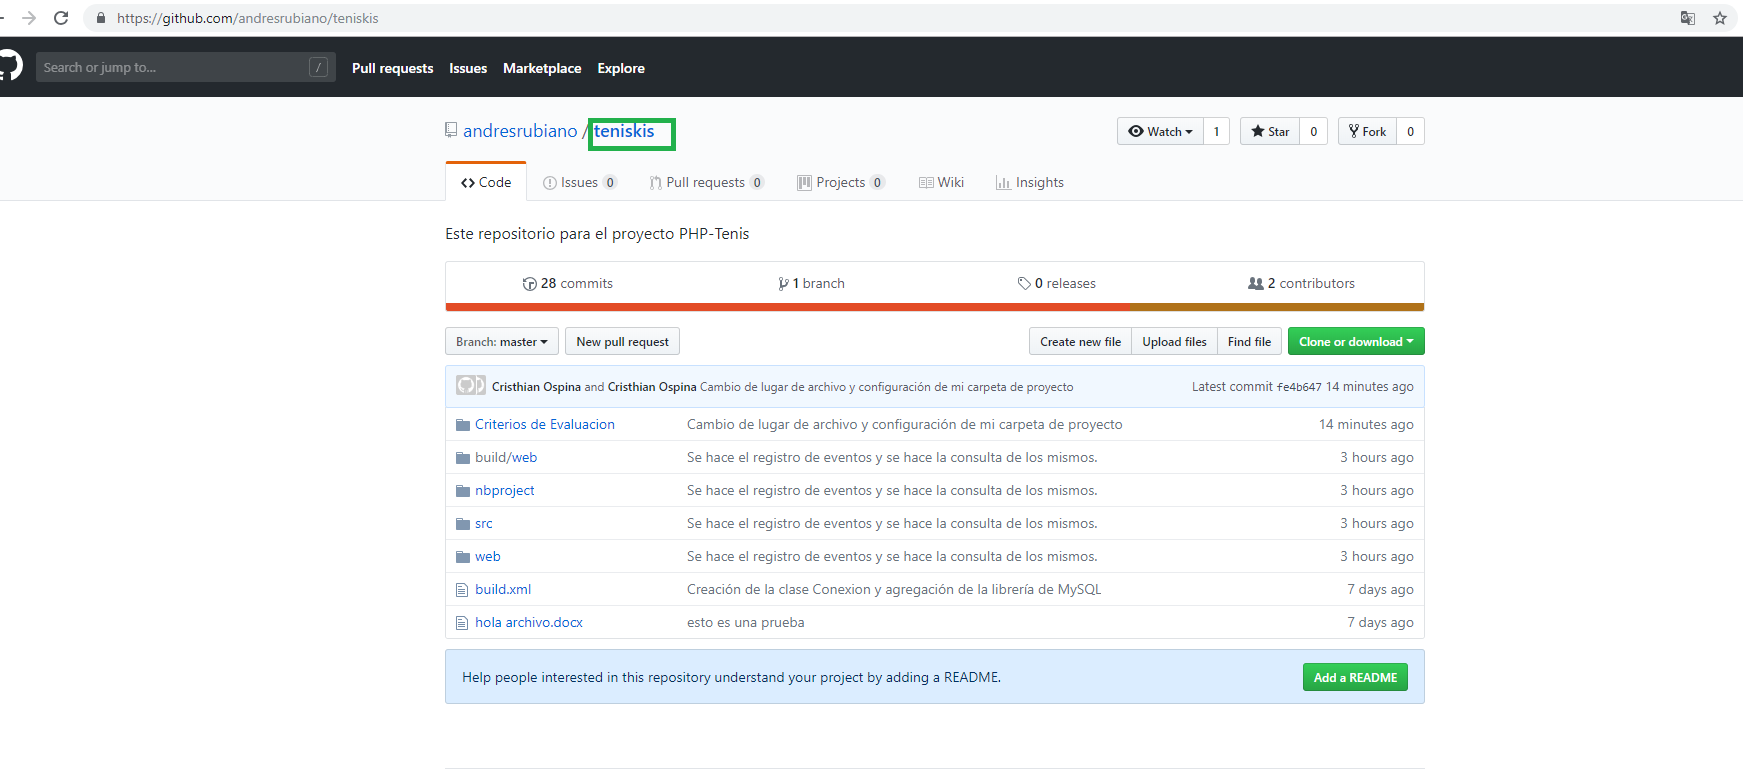 https://github.com/andresrubiano/teniskis
Search or jump to... / Pull requests Issues Marketplace Explore
andresrubiano / teniskis Watch 1 Star 0 Fork 0
Code Issues 0 Pull requests 0 Projects 0 Wiki Insights
Este repositorio para el proyecto PHP-Tenis
28 commits 1 branch 0 releases 2 contributors
Branch: master New pull request Create new file Upload files Find file Clone or download
Cristhian Ospina and Cristhian Ospina Cambio de lugar de archivo y configuración de mi carpeta de proyecto Latest commit fe4b647 14 minutes ago
Criterios de Evaluacion Cambio de lugar de archivo y configuración de mi carpeta de proyecto 14 minutes ago
build/web Se hace el registro de eventos y se hace la consulta de los mismos. 3 hours ago
nbproject Se hace el registro de eventos y se hace la consulta de los mismos. 3 hours ago
src Se hace el registro de eventos y se hace la consulta de los mismos. 3 hours ago
web Se hace el registro de eventos y se hace la consulta de los mismos. 3 hours ago
build.xml Creación de la clase Conexion y agregación de la librería de MySQL 7 days ago
hola archivo.docx esto es una prueba 7 days ago
Help people interested in this repository understand your project by adding a README. Add a README